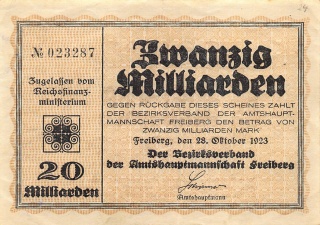 № 023287
Zwanzig
Milliarden
Zugelassen vom
Reichsfinanz-
ministerium
GEGEN RÜCKGABE DIESES SCHEINES ZAHLT
DER BEZIRKSVERBAND DER AMTSHAUPT-
MANNSCHAFT FREIBERG DEN BETRAG VON
ZWANZIG MILLIARDEN MARK
Freiberg, den 28. Oktober 1923
Der Bezirksverband
der Amtshauptmannschaft Freiberg
20
Milliarden
Amtshauptmann